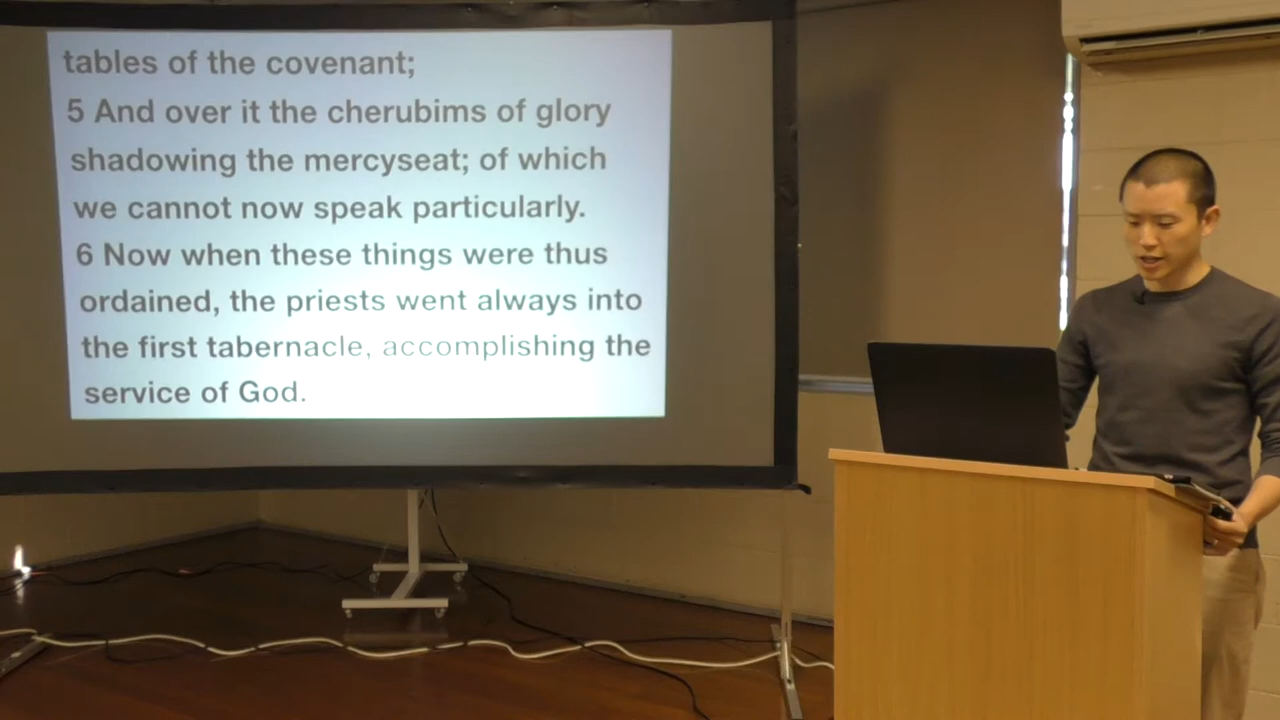 tables of the covenant;
5 And over it the cherubims of glory
shadowing the mercyseat; of which
we cannot now speak particularly.
6 Now when these things were thus
ordained, the priests went always into
the first tabernacle, accomplishing the
service of God.